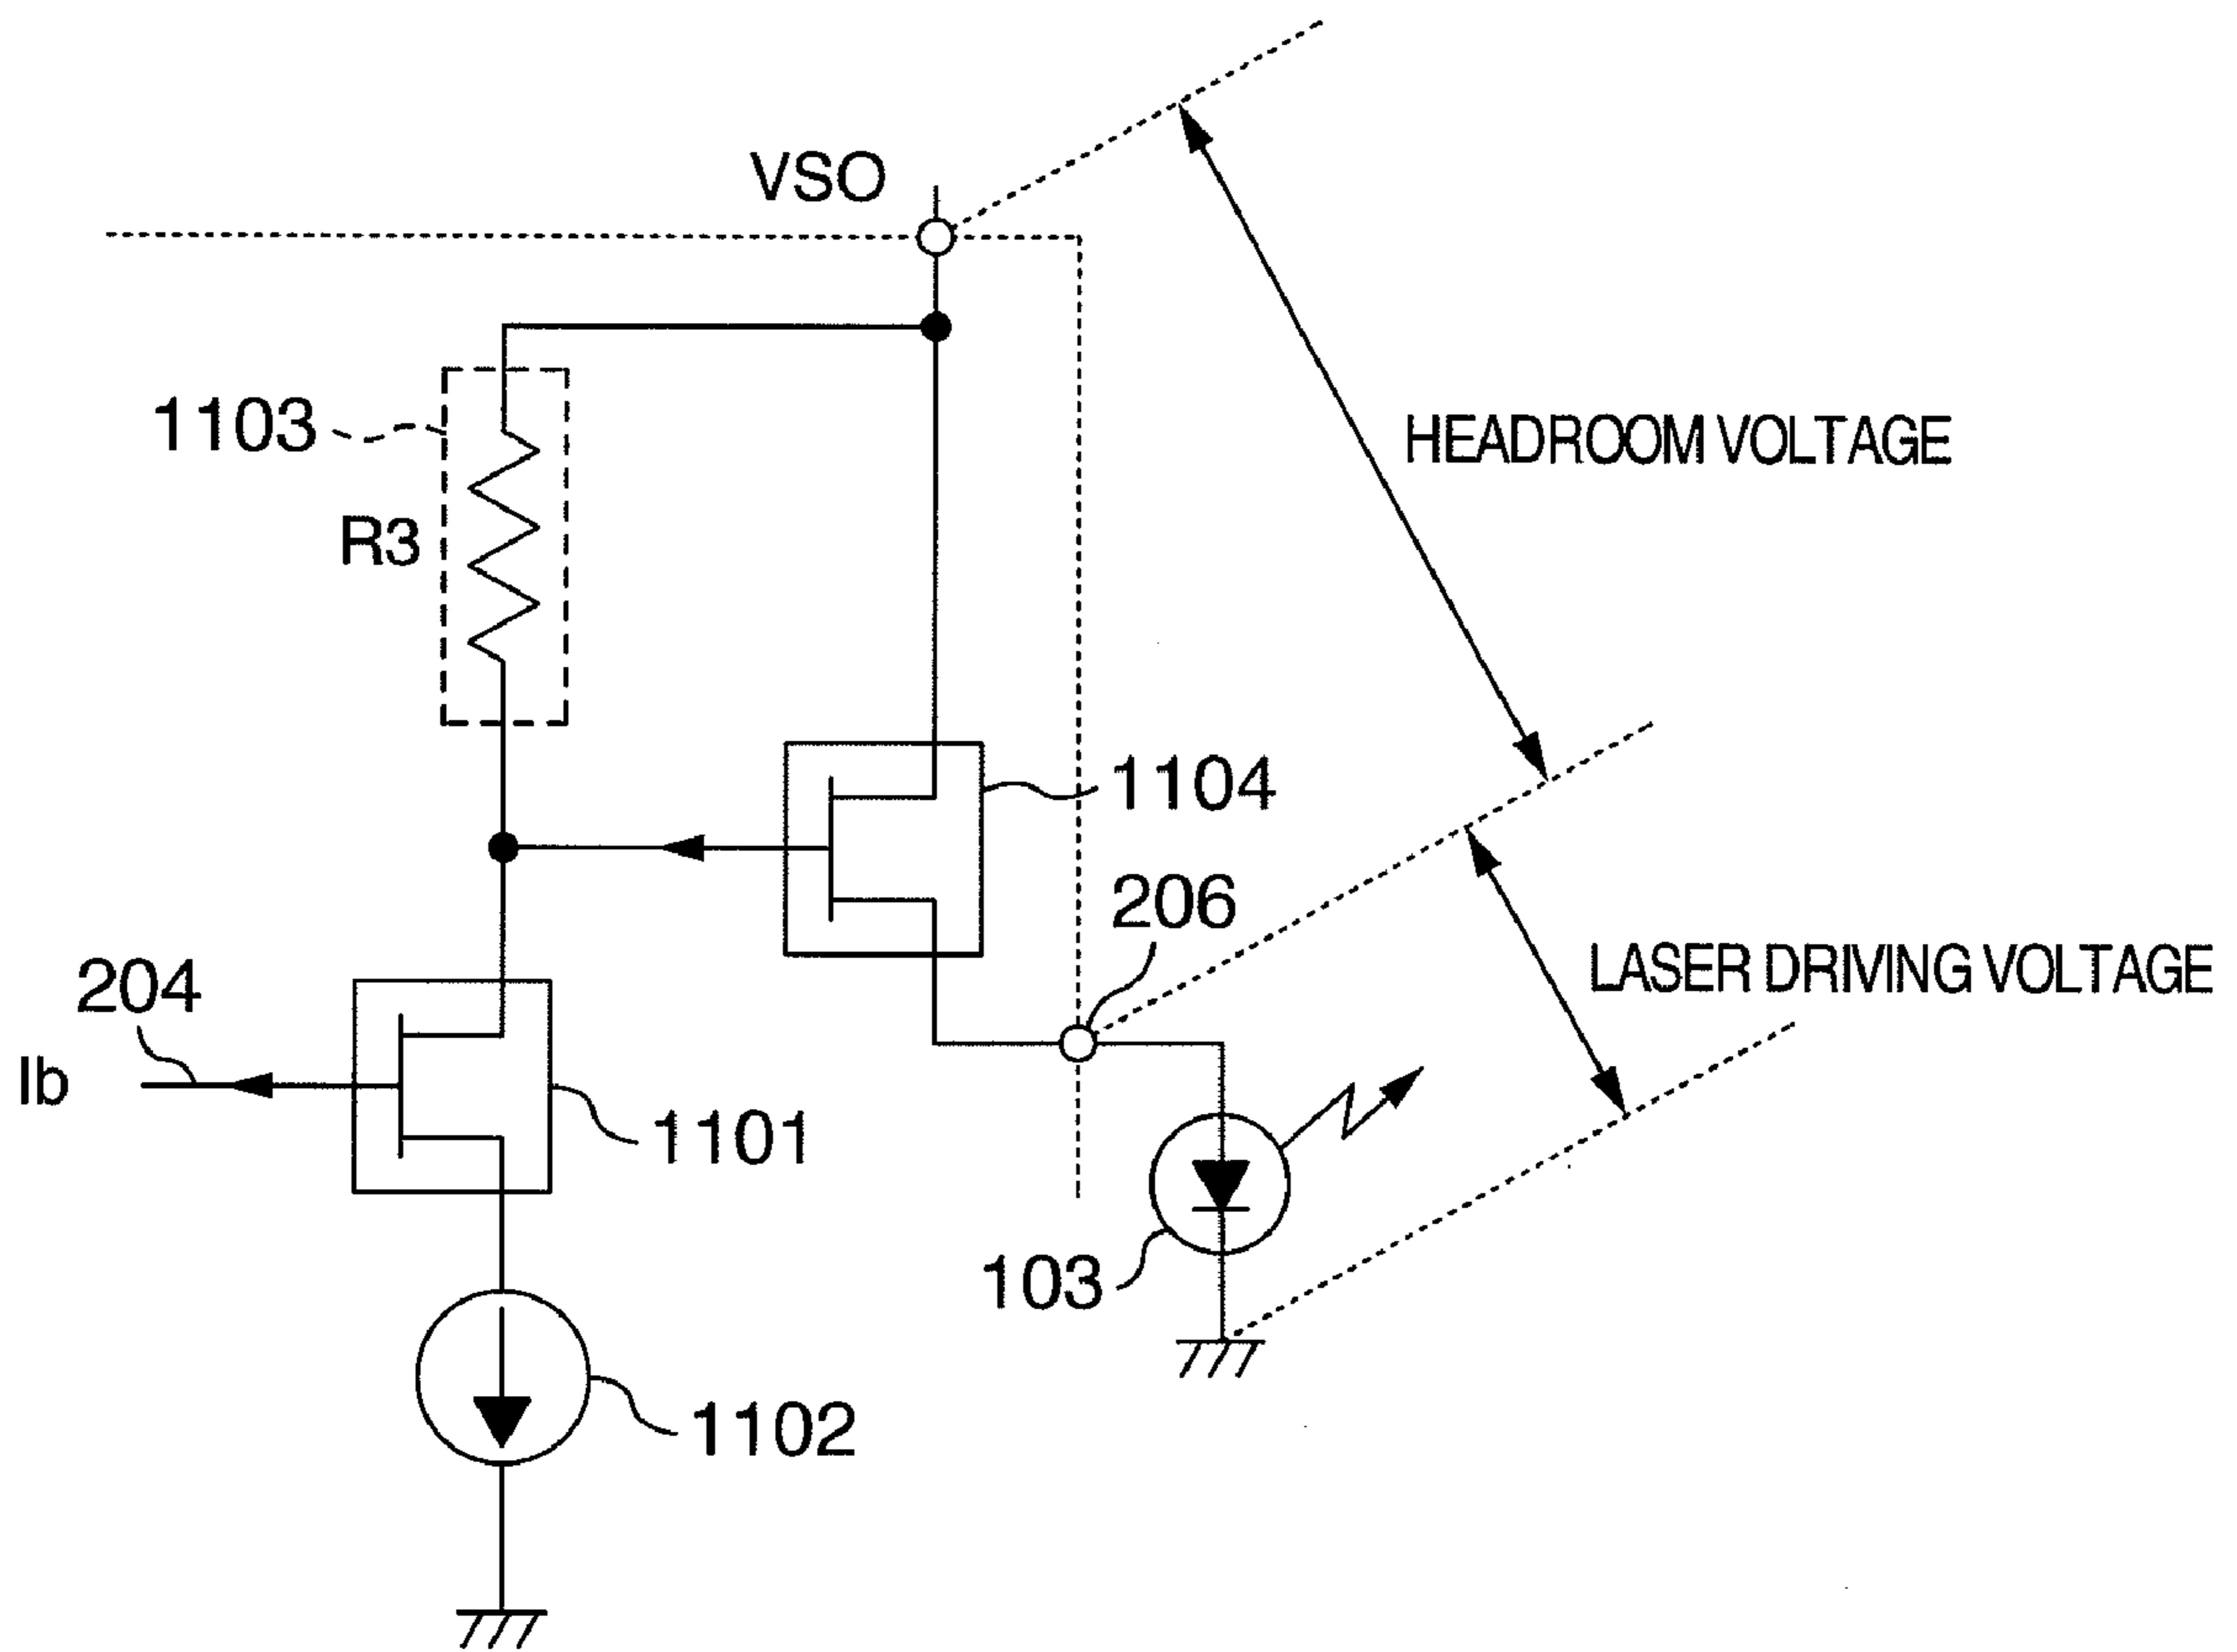 VSO
1103
HEADROOM VOLTAGE
R3
1104
206
204
LASER DRIVING VOLTAGE
Ib
1101
103
1102